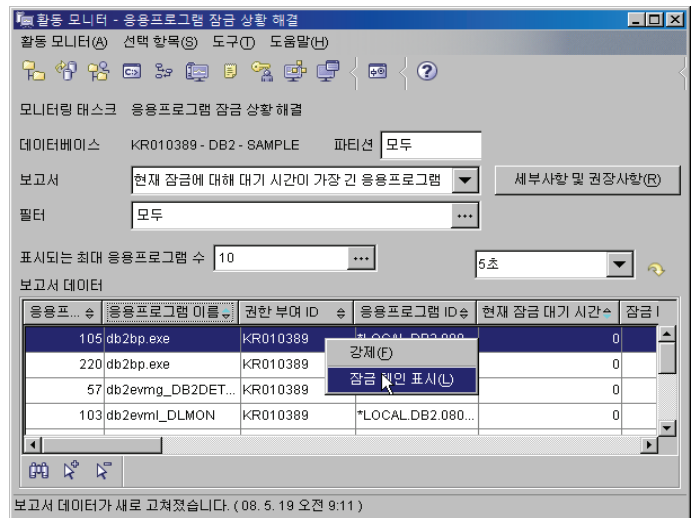 활동 모니터 - 응용프로그램 잠금 상황 해결
활동 모니터(A) 선택 항목(S) 도구(T) 도움말(H)
모니터링 태스크 응용프로그램 잠금 상황 해결
데이터베이스 KR010389 - DB2 - SAMPLE 파티션 모두
보고서 현재 잠금에 대해 대기 시간이 가장 긴 응용프로그램 세부사항 및 권장사항(R)
필터 모두 ...
표시되는 최대 응용프로그램 수 10 ... 5초
보고서 데이터
응용프... 응용프로그램 이름 권한 부여 ID 응용프로그램 ID 현재 잠금 대기 시간 잠금
105 db2bp.exe KR010389 0
강제(F)
220 db2bp.exe KR010389 0
잠금 체인 표시(L)
57 db2evmg_DB2DET... KR010389 0
103 db2evml_DLMON KR010389 *LOCAL.DB2.080... 0
보고서 데이터가 새로 고쳐졌습니다. ( 08. 5. 19 오전 9:11 )